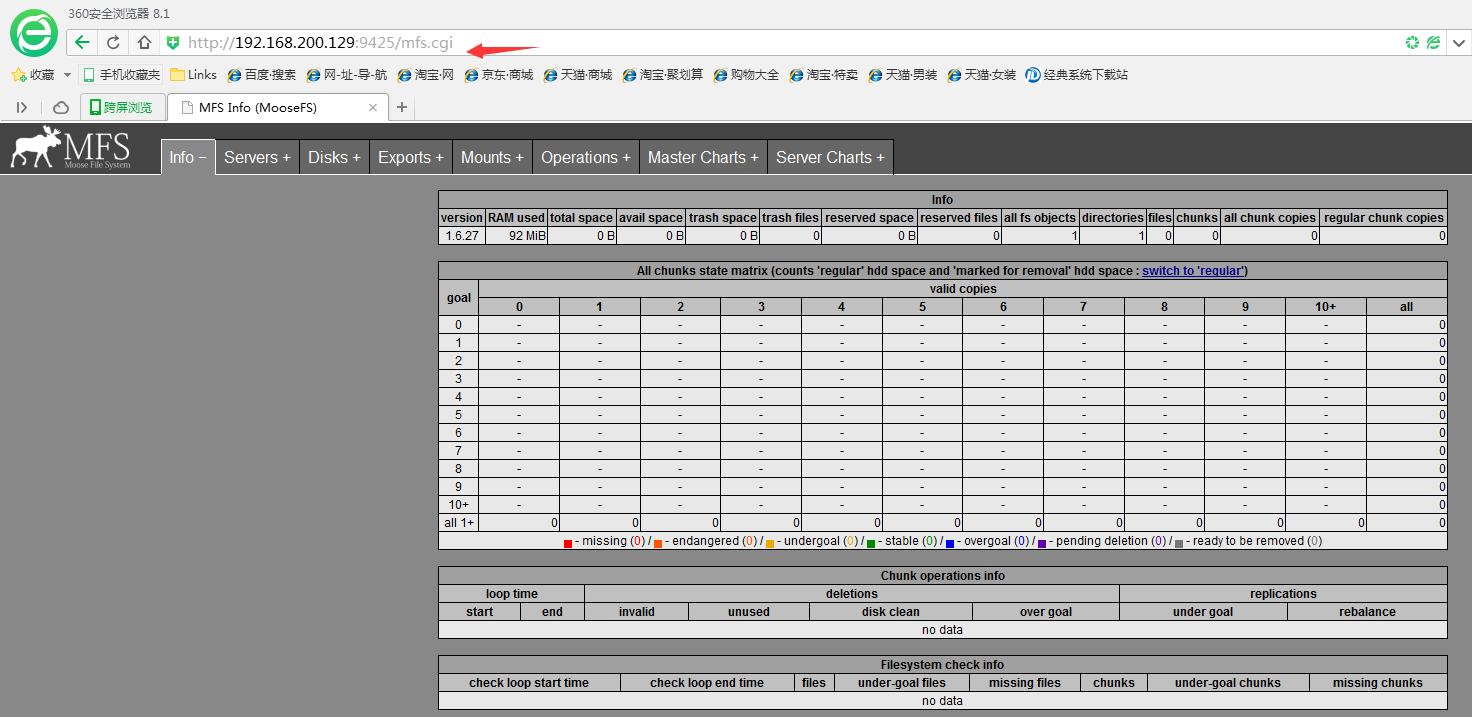 360安全浏览器 8.1
http://192.168.200.129:9425/mfs.cgi
收藏 手机收藏夹 Links 百度·搜索 网-址-导-航 淘宝·网 京东·商城 天猫·商城 淘宝·聚划算 购物大全 淘宝·特卖 天猫·男装 天猫·女装 经典系统下载站
跨屏浏览 MFS Info (MooseFS)
MFS
Moose File System
Info − Servers + Disks + Exports + Mounts + Operations + Master Charts + Server Charts +
Info
version RAM used total space avail space trash space trash files reserved space reserved files all fs objects directories files chunks all chunk copies regular chunk copies
1.6.27 92 MiB 0 B 0 B 0 B 0 0 B 0 1 1 0 0 0 0
All chunks state matrix (counts 'regular' hdd space and 'marked for removal' hdd space : switch to 'regular')
goal valid copies
0 1 2 3 4 5 6 7 8 9 10+ all
0 - - - - - - - - - - - 0
1 - - - - - - - - - - - 0
2 - - - - - - - - - - - 0
3 - - - - - - - - - - - 0
4 - - - - - - - - - - - 0
5 - - - - - - - - - - - 0
6 - - - - - - - - - - - 0
7 - - - - - - - - - - - 0
8 - - - - - - - - - - - 0
9 - - - - - - - - - - - 0
10+ - - - - - - - - - - - 0
all 1+ 0 0 0 0 0 0 0 0 0 0 0 0
- missing (0) / - endangered (0) / - undergoal (0) / - stable (0) / - overgoal (0) / - pending deletion (0) / - ready to be removed (0)
Chunk operations info
loop time deletions replications
start end invalid unused disk clean over goal under goal rebalance
no data
Filesystem check info
check loop start time check loop end time files under-goal files missing files chunks under-goal chunks missing chunks
no data